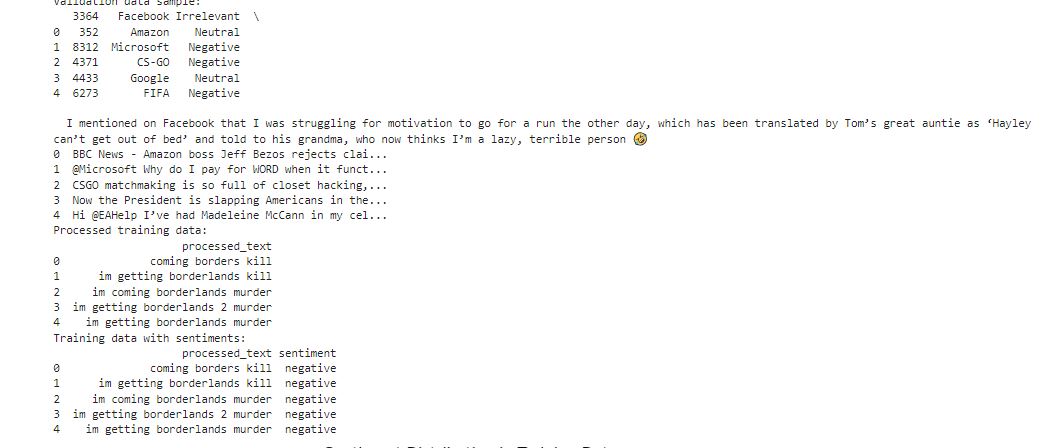 Validation data sample:
3364 Facebook Irrelevant \
0 352 Amazon Neutral
1 8312 Microsoft Negative
2 4371 CS-GO Negative
3 4433 Google Neutral
4 6273 FIFA Negative
I mentioned on Facebook that I was struggling for motivation to go for a run the other day, which has been translated by Tom’s great auntie as ‘Hayley
can’t get out of bed’ and told to his grandma, who now thinks I’m a lazy, terrible person 🤣
0 BBC News - Amazon boss Jeff Bezos rejects clai...
1 @Microsoft Why do I pay for WORD when it funct...
2 CSGO matchmaking is so full of closet hacking,...
3 Now the President is slapping Americans in the...
4 Hi @EAHelp I’ve had Madeleine McCann in my cel...
Processed training data:
processed_text
0 coming borders kill
1 im getting borderlands kill
2 im coming borderlands murder
3 im getting borderlands 2 murder
4 im getting borderlands murder
Training data with sentiments:
processed_text sentiment
0 coming borders kill negative
1 im getting borderlands kill negative
2 im coming borderlands murder negative
3 im getting borderlands 2 murder negative
4 im getting borderlands murder negative